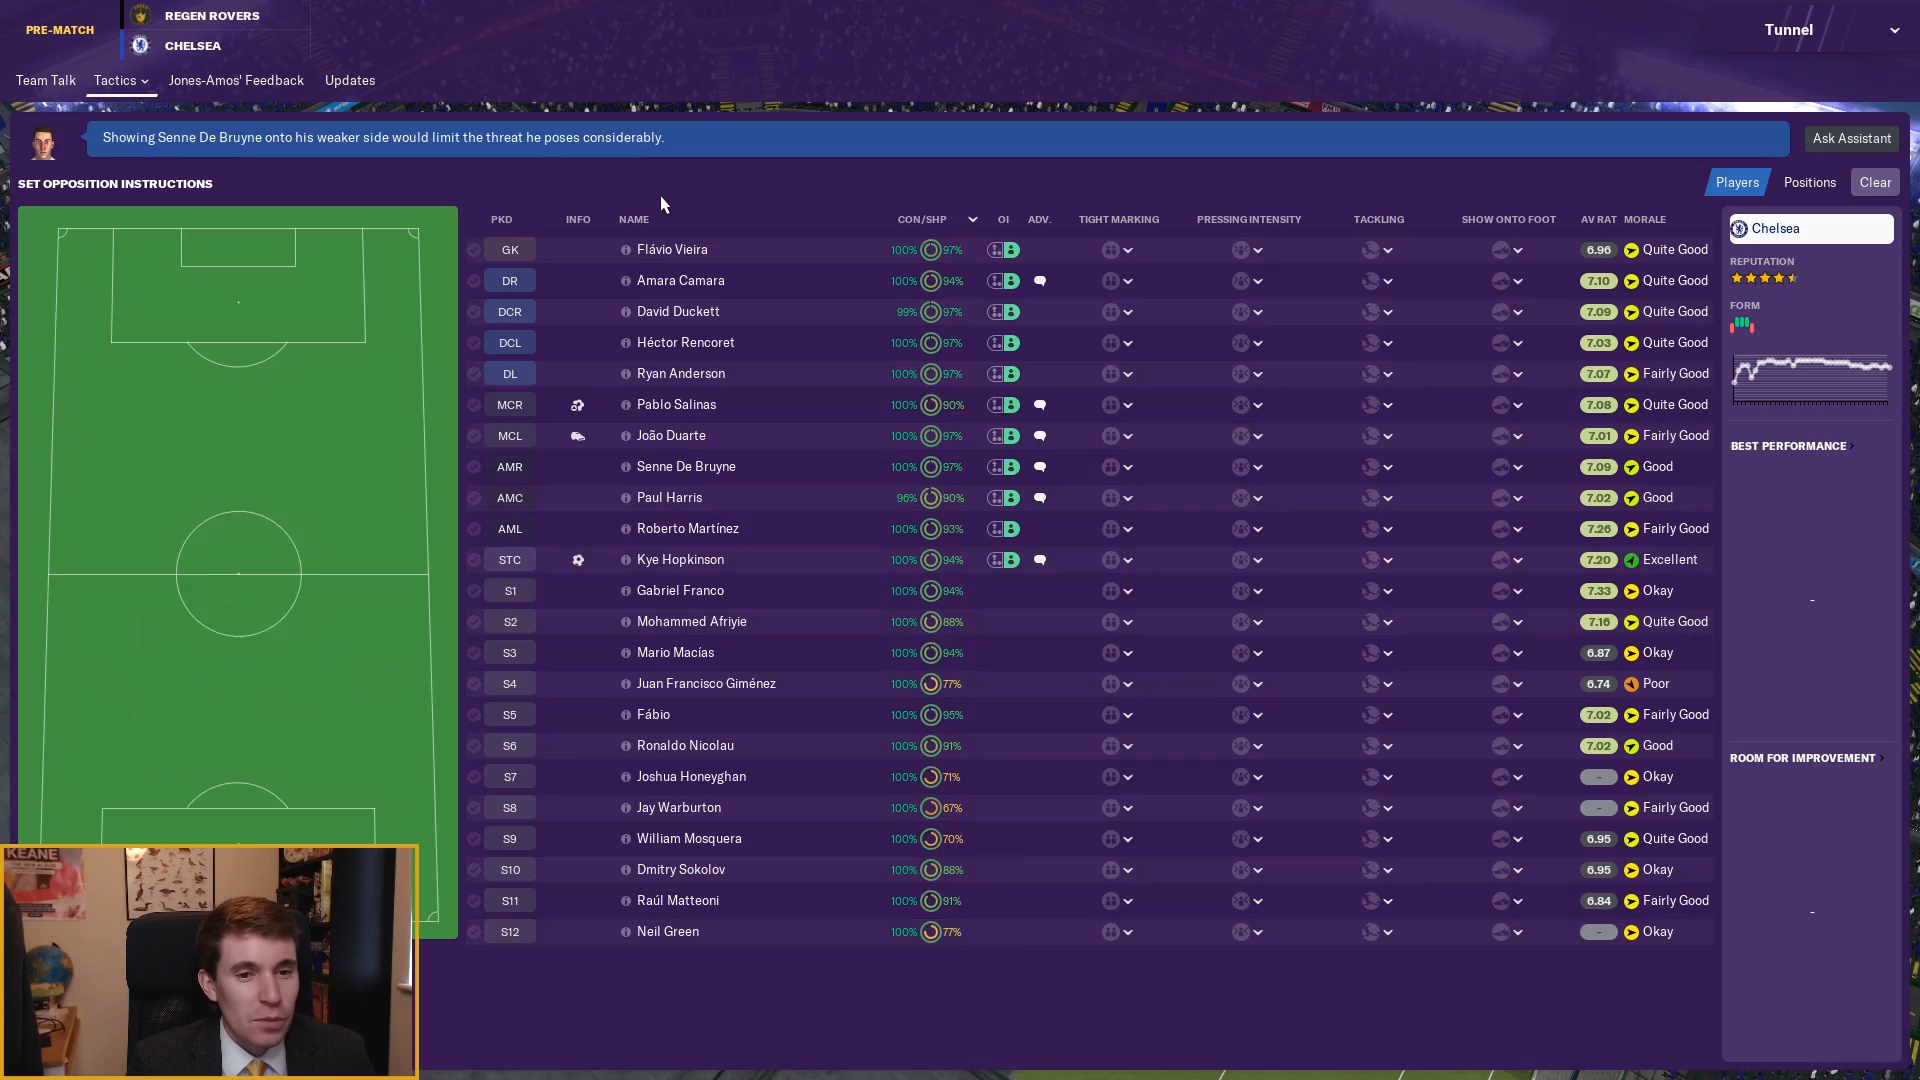 PRE-MATCH
REGEN ROVERS
CHELSEA
Tunnel
Team Talk Tactics Jones-Amos' Feedback Updates
Showing Senne De Bruyne onto his weaker side would limit the threat he poses considerably.
Ask Assistant
SET OPPOSITION INSTRUCTIONS
Players Positions Clear
PKD INFO NAME CON/SHP OI ADV. TIGHT MARKING PRESSING INTENSITY TACKLING SHOW ONTO FOOT AV RAT MORALE
GK Flávio Vieira 100% 97% 6.96 Quite Good
DR Amara Camara 100% 94% 7.10 Quite Good
DCR David Duckett 99% 97% 7.09 Quite Good
DCL Héctor Rencoret 100% 97% 7.03 Quite Good
DL Ryan Anderson 100% 97% 7.07 Fairly Good
MCR Pablo Salinas 100% 90% 7.08 Quite Good
MCL João Duarte 100% 97% 7.01 Fairly Good
AMR Senne De Bruyne 100% 97% 7.09 Good
AMC Paul Harris 96% 90% 7.02 Good
AML Roberto Martínez 100% 93% 7.26 Fairly Good
STC Kye Hopkinson 100% 94% 7.20 Excellent
S1 Gabriel Franco 100% 94% 7.33 Okay
S2 Mohammed Afriyie 100% 88% 7.16 Quite Good
S3 Mario Macías 100% 94% 6.87 Okay
S4 Juan Francisco Giménez 100% 77% 6.74 Poor
S5 Fábio 100% 95% 7.02 Fairly Good
S6 Ronaldo Nicolau 100% 91% 7.02 Good
S7 Joshua Honeyghan 100% 71% - Okay
S8 Jay Warburton 100% 67% - Fairly Good
S9 William Mosquera 100% 70% 6.95 Quite Good
S10 Dmitry Sokolov 100% 88% 6.95 Okay
S11 Raúl Matteoni 100% 91% 6.84 Fairly Good
S12 Neil Green 100% 77% - Okay
Chelsea
REPUTATION
FORM
BEST PERFORMANCE
-
ROOM FOR IMPROVEMENT
-
KEANE